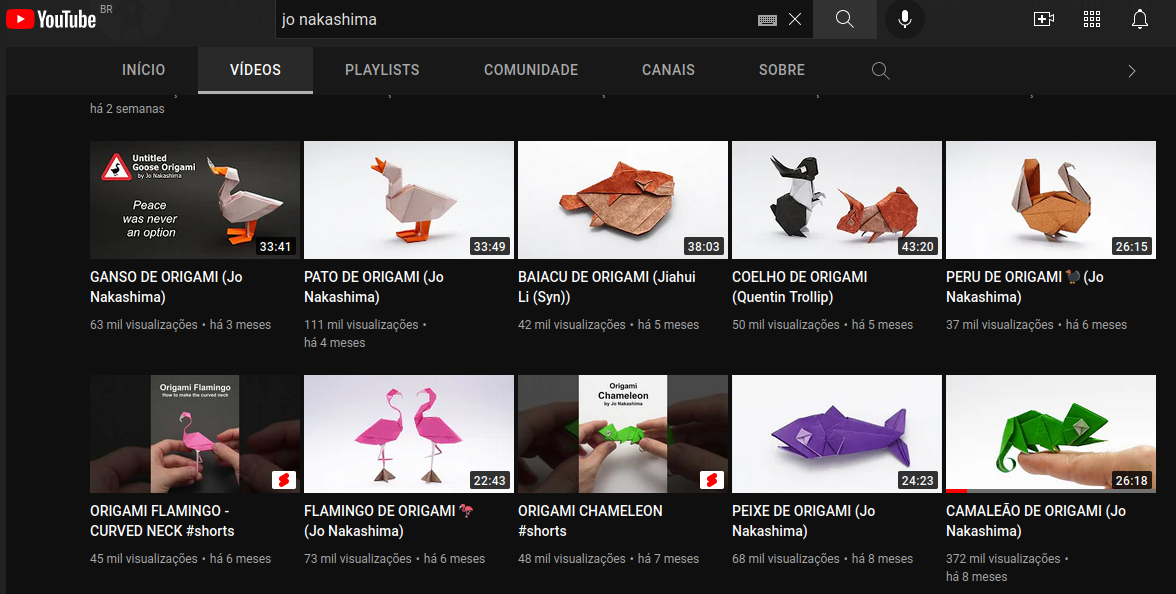 YouTube BR
jo nakashima
INÍCIO VÍDEOS PLAYLISTS COMUNIDADE CANAIS SOBRE
há 2 semanas
Untitled
Goose Origami
by Jo Nakashima
Peace
was never
an option
33:41
33:49
38:03
43:20
26:15
GANSO DE ORIGAMI (Jo
Nakashima)
63 mil visualizações • há 3 meses
PATO DE ORIGAMI (Jo
Nakashima)
111 mil visualizações •
há 4 meses
BAIACU DE ORIGAMI (Jiahui
Li (Syn))
42 mil visualizações • há 5 meses
COELHO DE ORIGAMI
(Quentin Trollip)
50 mil visualizações • há 5 meses
PERU DE ORIGAMI 🦃 (Jo
Nakashima)
37 mil visualizações • há 6 meses
Origami Flamingo
How to make the curved neck
22:43
Origami
Chameleon
by Jo Nakashima
24:23
26:18
ORIGAMI FLAMINGO -
CURVED NECK #shorts
45 mil visualizações • há 6 meses
FLAMINGO DE ORIGAMI 🦩
(Jo Nakashima)
73 mil visualizações • há 6 meses
ORIGAMI CHAMELEON
#shorts
48 mil visualizações • há 7 meses
PEIXE DE ORIGAMI (Jo
Nakashima)
68 mil visualizações • há 8 meses
CAMALEÃO DE ORIGAMI (Jo
Nakashima)
372 mil visualizações •
há 8 meses